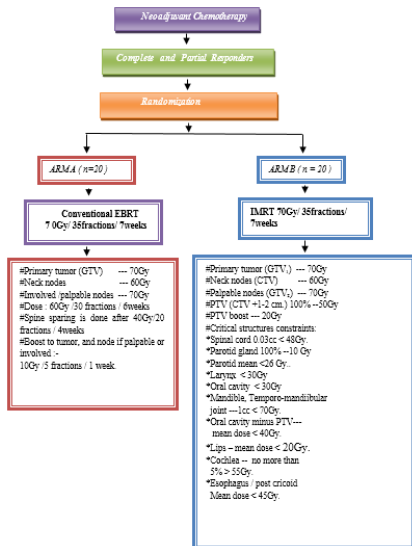 Neoadjuvant Chemotherapy
Complete and Partial Responders
Randomization
ARMA ( n=20 )
ARMB ( n = 20 )
Conventional EBRT
7 0Gy/ 35fractions/ 7weeks
IMRT 70Gy/ 35fractions/
7weeks
#Primary tumor (GTV) --- 70Gy
#Neck nodes --- 60Gy
#Involved /palpable nodes --- 70Gy
#Dose : 60Gy /30 fractions / 6weeks
#Spine sparing is done after 40Gy/20
fractions / 4weeks
#Boost to tumor, and node if palpable or
involved :-
10Gy /5 fractions / 1 week.
#Primary tumor (GTV₁) --- 70Gy
#Neck nodes (CTV) --- 60Gy
#Palpable nodes (GTV₂) --- 70Gy
#PTV (CTV +1-2 cm.) 100% --50Gy
#PTV boost --- 20Gy
#Critical structures constraints:
*Spinal cord 0.03cc < 48Gy.
*Parotid gland 100% --10 Gy
*Parotid mean <26 Gy..
*Larynx < 30Gy
*Oral cavity < 30Gy
*Mandible, Temporo-mandiibular
joint ---1cc < 70Gy.
*Oral cavity minus PTV---
mean dose < 40Gy.
*Lips – mean dose < 20Gy.
*Cochlea -- no more than
5% > 55Gy.
*Esophagus / post cricoid
Mean dose < 45Gy.